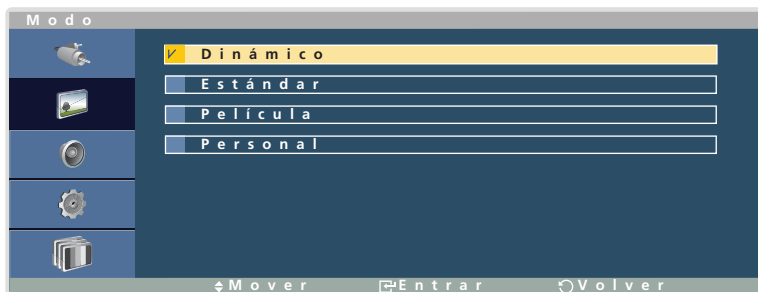 Modo
Dinámico
Estándar
Película
Personal
Mover Entrar Volver